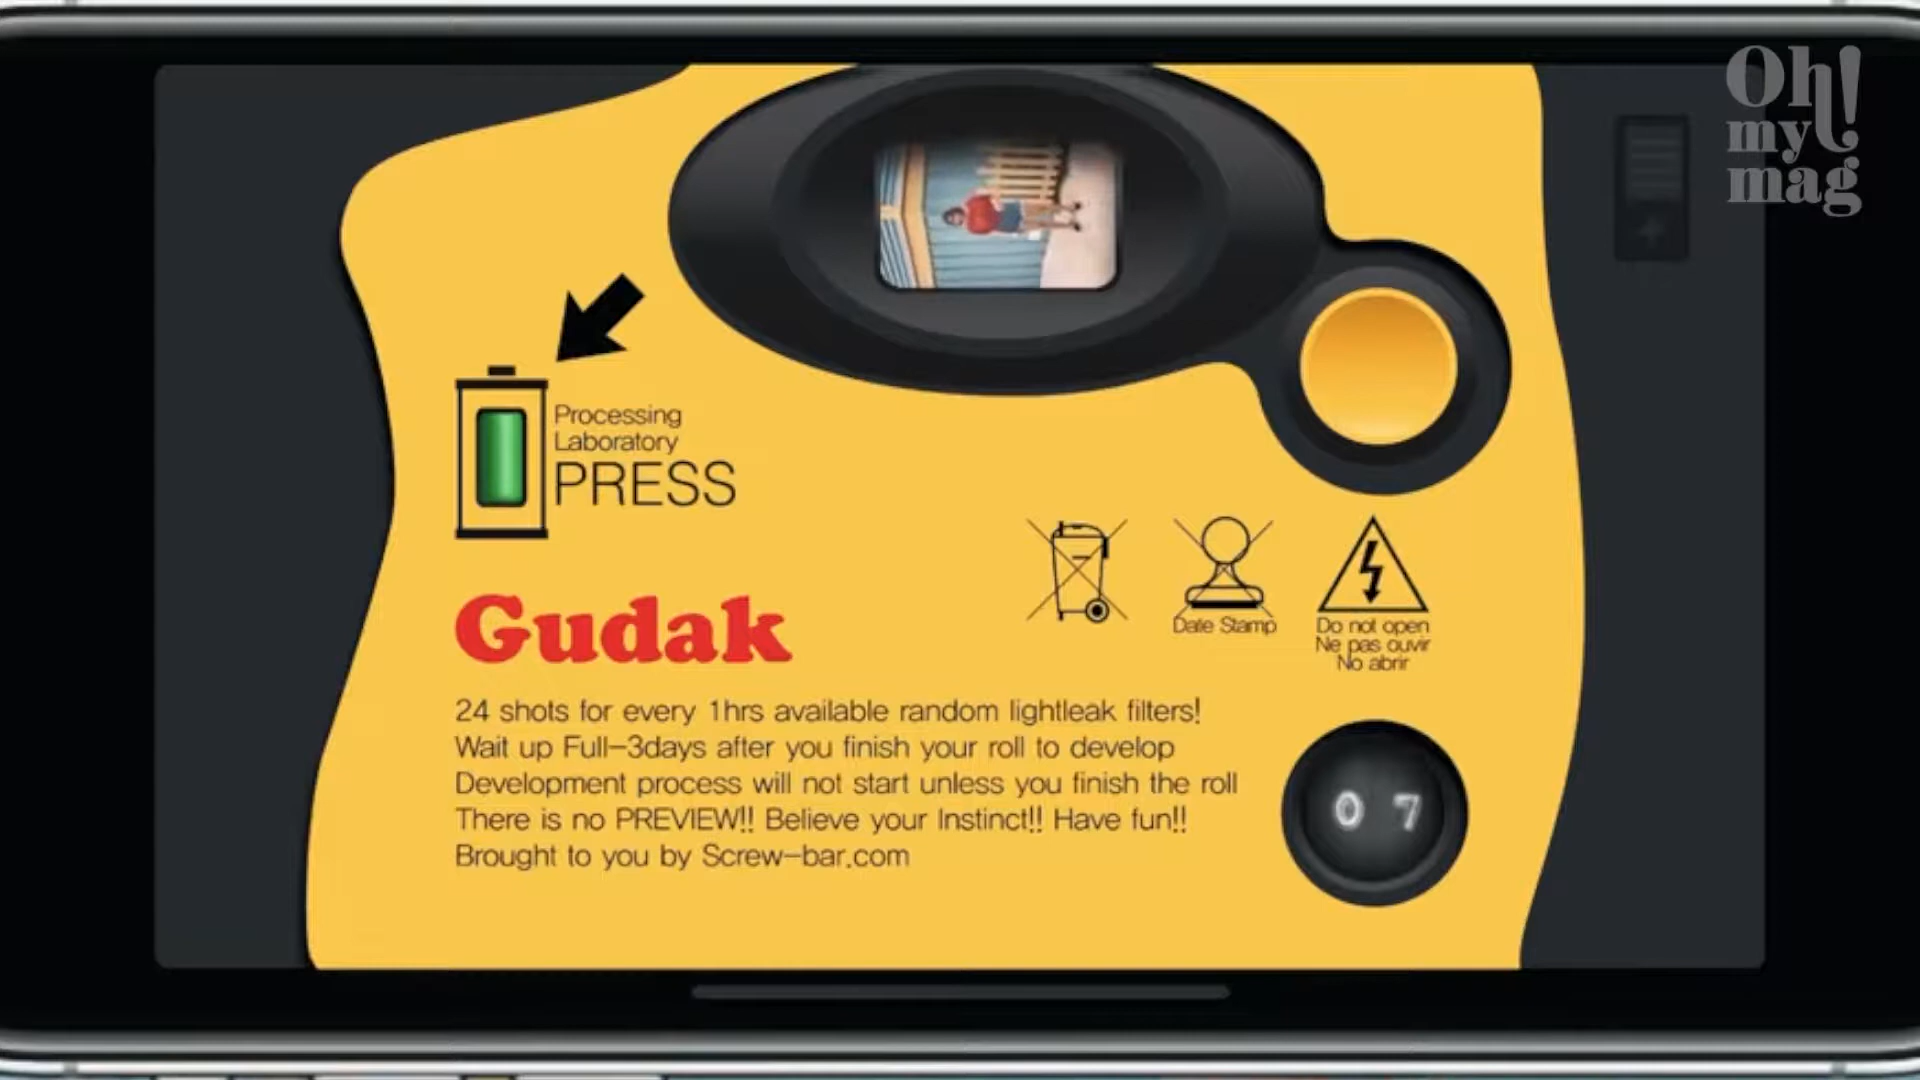 Oh!
my
mag
Processing
Laboratory
PRESS
Gudak
Date Stamp
Do not open
Ne pas ouvir
No abrir
24 shots for every 1hrs available random lightleak filters!
Wait up Full-3days after you finish your roll to develop
Development process will not start unless you finish the roll
There is no PREVIEW!! Believe your Instinct!! Have fun!!
Brought to you by Screw-bar.com
07